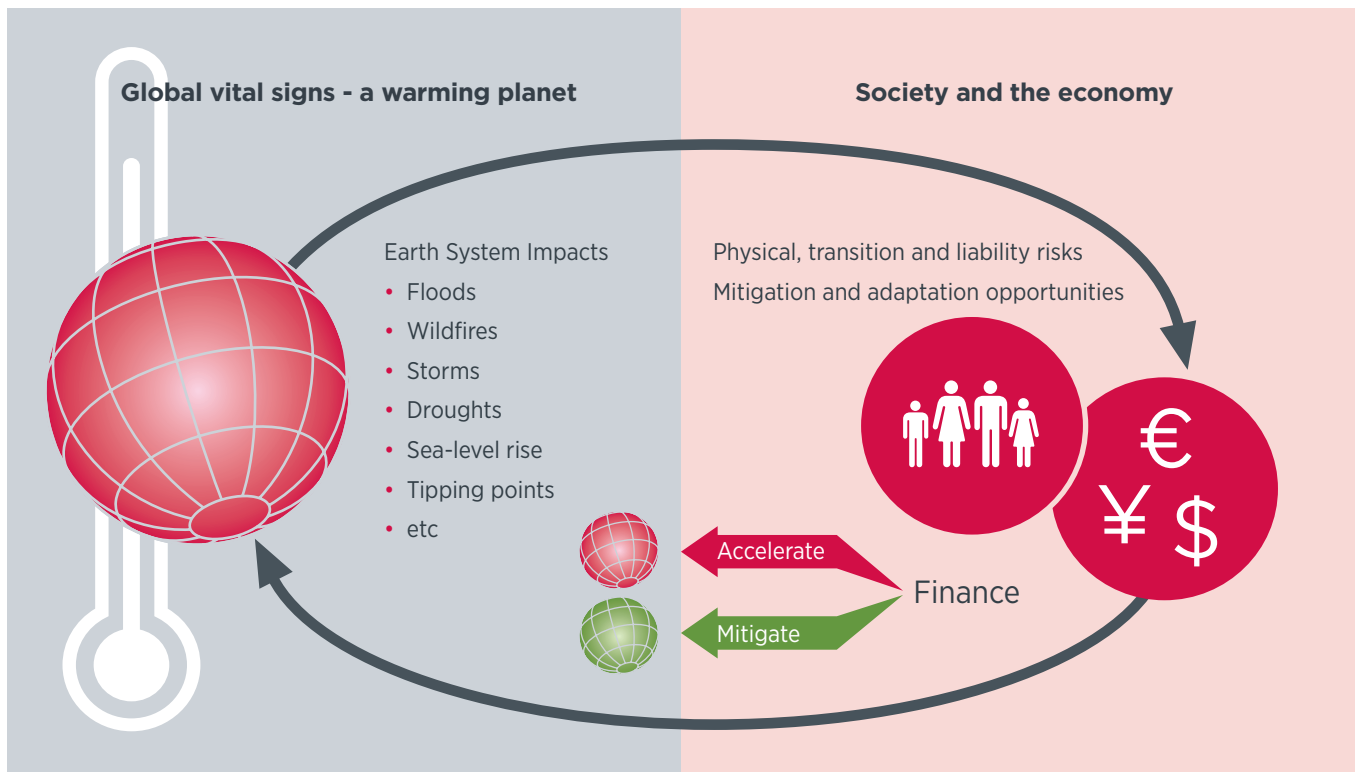 Global vital signs - a warming planet
Earth System Impacts
• Floods
• Wildfires
• Storms
• Droughts
• Sea-level rise
• Tipping points
• etc
Society and the economy
Physical, transition and liability risks
Mitigation and adaptation opportunities
€
¥ $
Accelerate
Finance
Mitigate